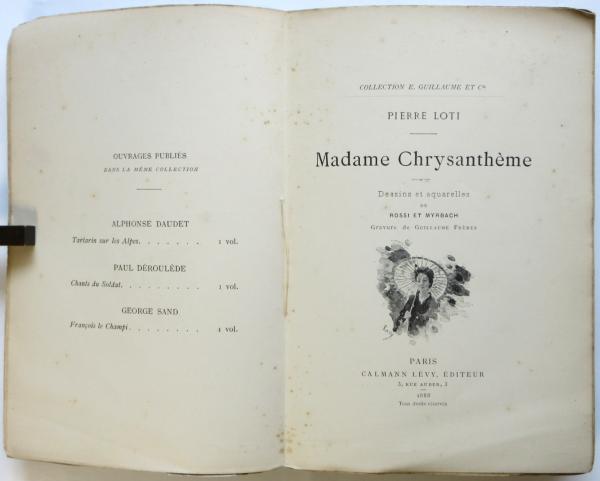 OUVRAGES PUBLIÉS
DANS LA MÊME COLLECTION
ALPHONSE DAUDET
Tartarin sur les Alpes. . . . . . . 1 vol.
PAUL DÉROULÈDE
Chants du Soldat. . . . . . . . . 1 vol.
GEORGE SAND
François le Champi. . . . . . . . 1 vol.
COLLECTION E. GUILLAUME ET Cie
PIERRE LOTI
Madame Chrysanthème
Dessins et aquarelles
DE
ROSSI ET MYRBACH
Gravure de Guillaume Frères
PARIS
CALMANN LÉVY, ÉDITEUR
3, RUE AUBER, 3
1888
Tous droits réservés